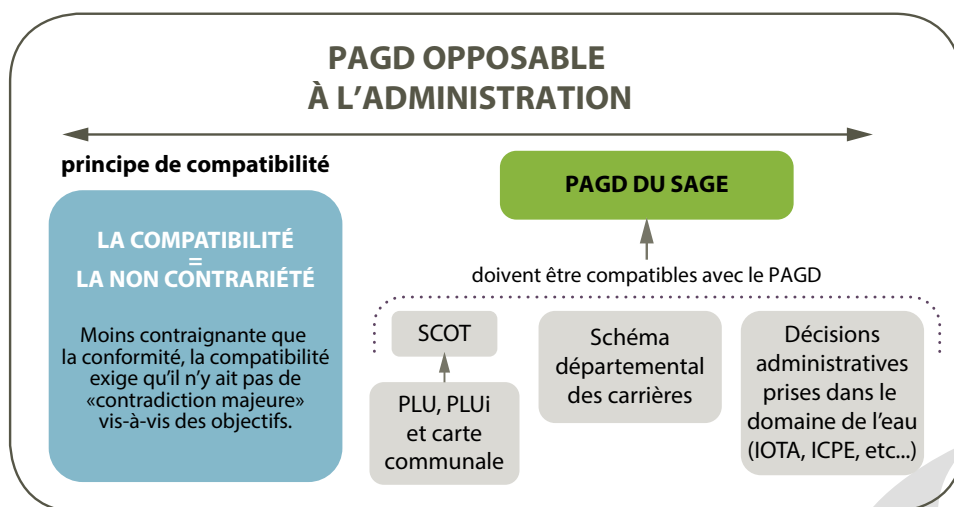 PAGD OPPOSABLE
À L’ADMINISTRATION
principe de compatibilité
LA COMPATIBILITÉ
=
LA NON CONTRARIÉTÉ
Moins contraignante que
la conformité, la compatibilité
exige qu’il n’y ait pas de
«contradiction majeure»
vis-à-vis des objectifs.
PAGD DU SAGE
doivent être compatibles avec le PAGD
SCOT
PLU, PLUi
et carte
communale
Schéma
départemental
des carrières
Décisions
administratives
prises dans le
domaine de l’eau
(IOTA, ICPE, etc...)